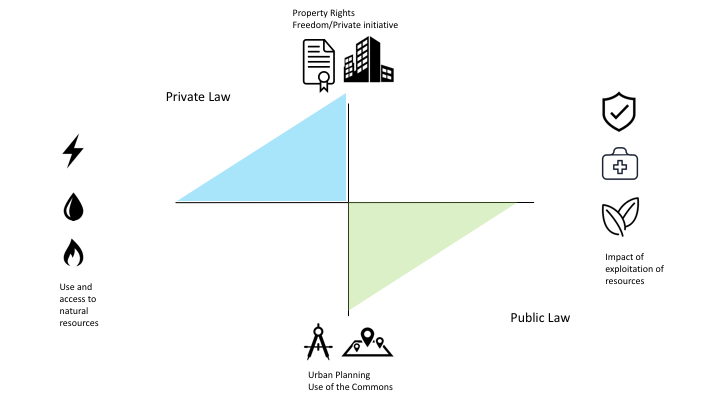 Property Rights
Freedom/Private initiative
Private Law
Use and
access to
natural
resources
Impact of
exploitation of
resources
Public Law
Urban Planning
Use of the Commons